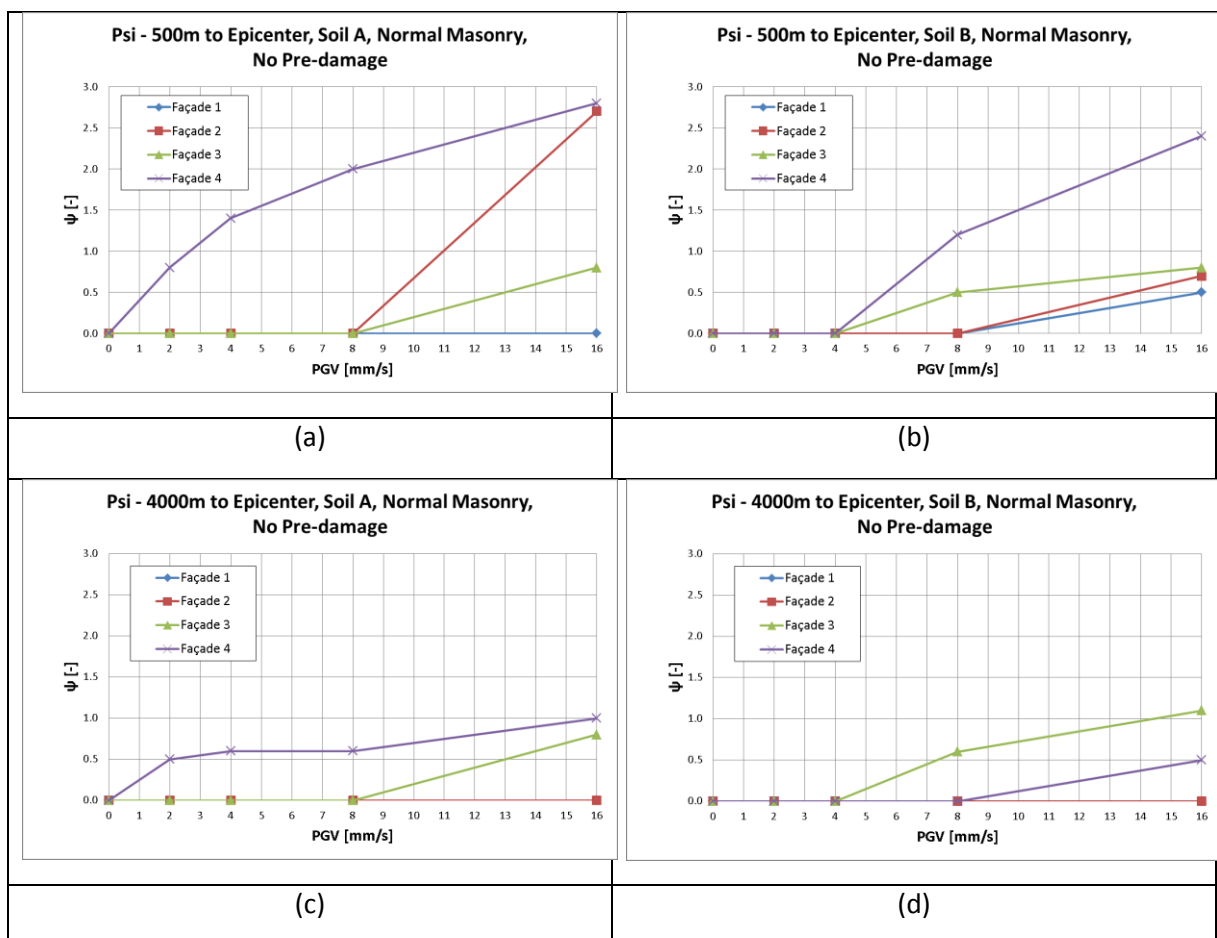 Psi - 500m to Epicenter, Soil A, Normal Masonry,
No Pre-damage
3.0
2.5
2.0
1.5
1.0
0.5
0.0
ψ [-]
Façade 1
Façade 2
Façade 3
Façade 4
0 1 2 3 4 5 6 7 8 9 10 11 12 13 14 15 16
PGV [mm/s]
(a)
Psi - 500m to Epicenter, Soil B, Normal Masonry,
No Pre-damage
3.0
2.5
2.0
1.5
1.0
0.5
0.0
ψ [-]
Façade 1
Façade 2
Façade 3
Façade 4
0 1 2 3 4 5 6 7 8 9 10 11 12 13 14 15 16
PGV [mm/s]
(b)
Psi - 4000m to Epicenter, Soil A, Normal Masonry,
No Pre-damage
3.0
2.5
2.0
1.5
1.0
0.5
0.0
ψ [-]
Façade 1
Façade 2
Façade 3
Façade 4
0 1 2 3 4 5 6 7 8 9 10 11 12 13 14 15 16
PGV [mm/s]
(c)
Psi - 4000m to Epicenter, Soil B, Normal Masonry,
No Pre-damage
3.0
2.5
2.0
1.5
1.0
0.5
0.0
ψ [-]
Façade 1
Façade 2
Façade 3
Façade 4
0 1 2 3 4 5 6 7 8 9 10 11 12 13 14 15 16
PGV [mm/s]
(d)